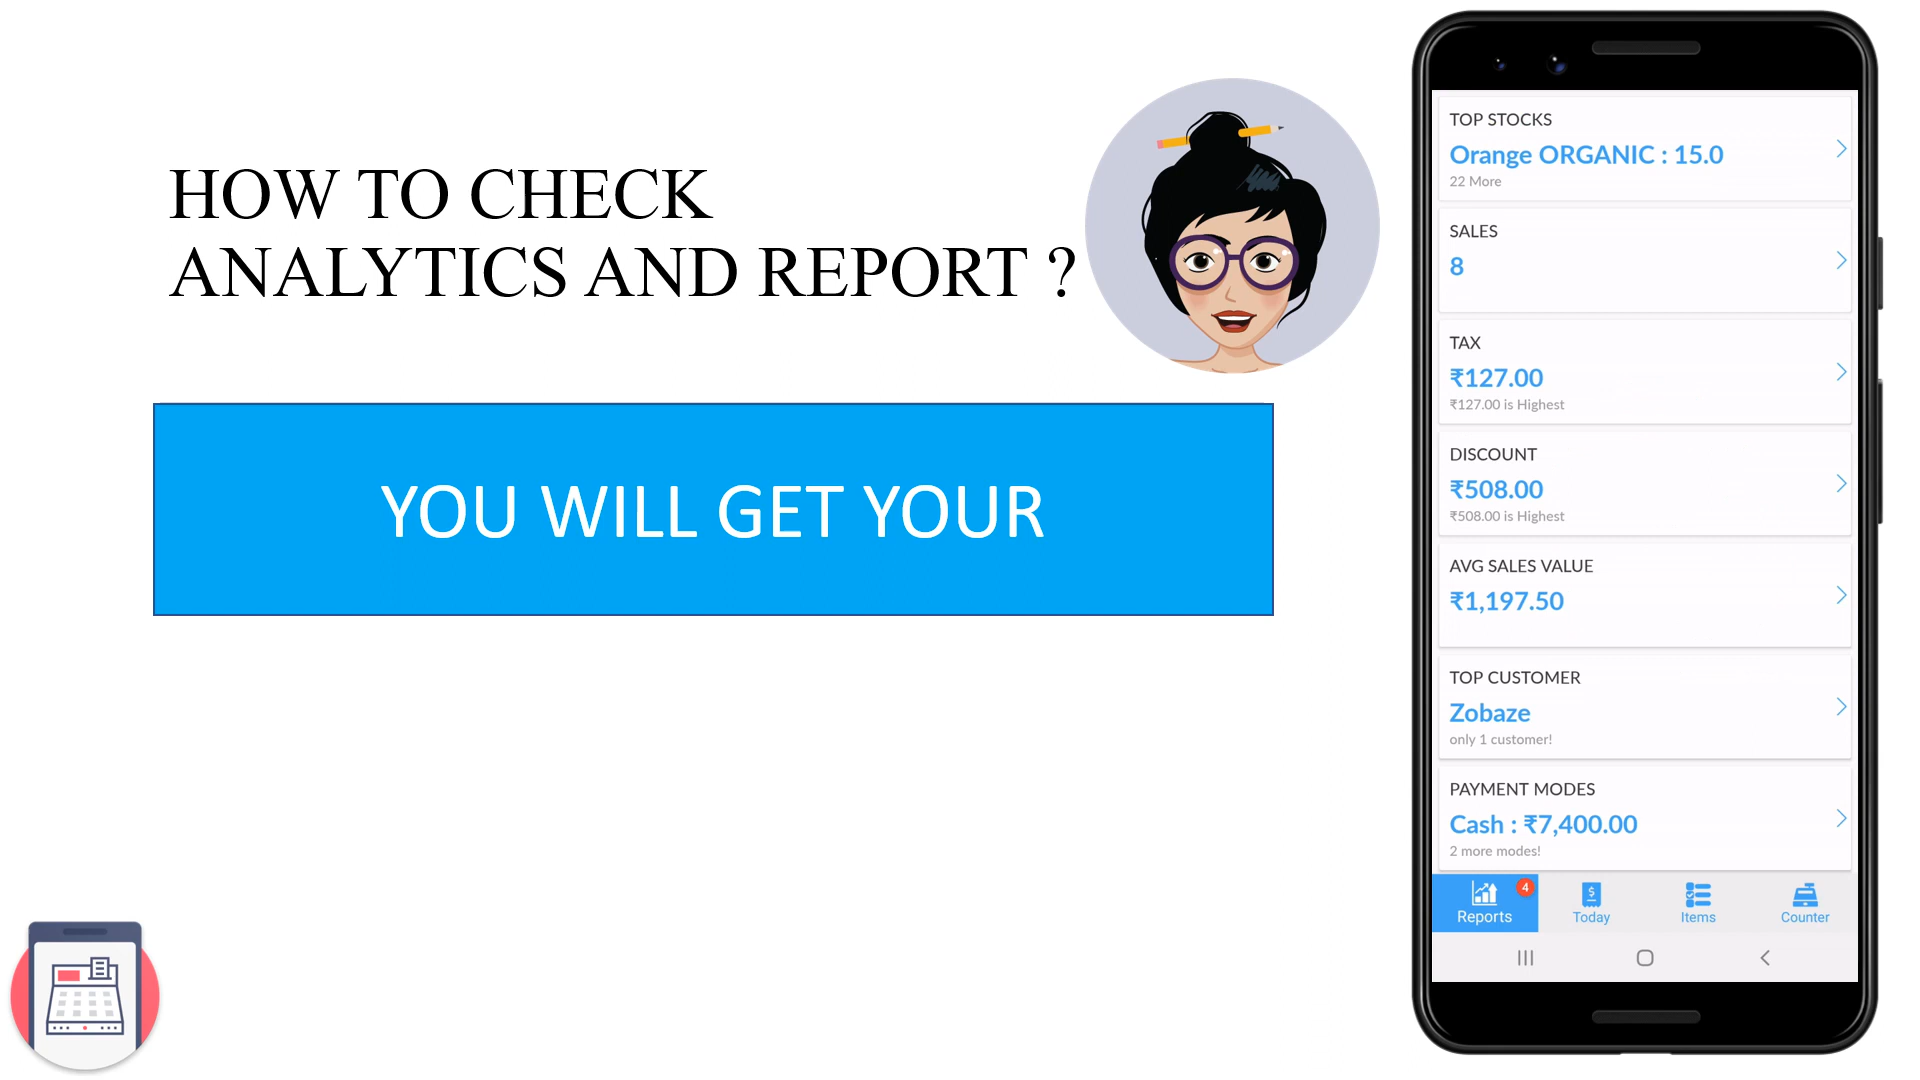 HOW TO CHECK
ANALYTICS AND REPORT ?
YOU WILL GET YOUR
TOP STOCKS
Orange ORGANIC : 15.0
22 More
SALES
8
TAX
₹127.00
₹127.00 is Highest
DISCOUNT
₹508.00
₹508.00 is Highest
AVG SALES VALUE
₹1,197.50
TOP CUSTOMER
Zobaze
only 1 customer!
PAYMENT MODES
Cash : ₹7,400.00
2 more modes!
4
Reports Today Items Counter